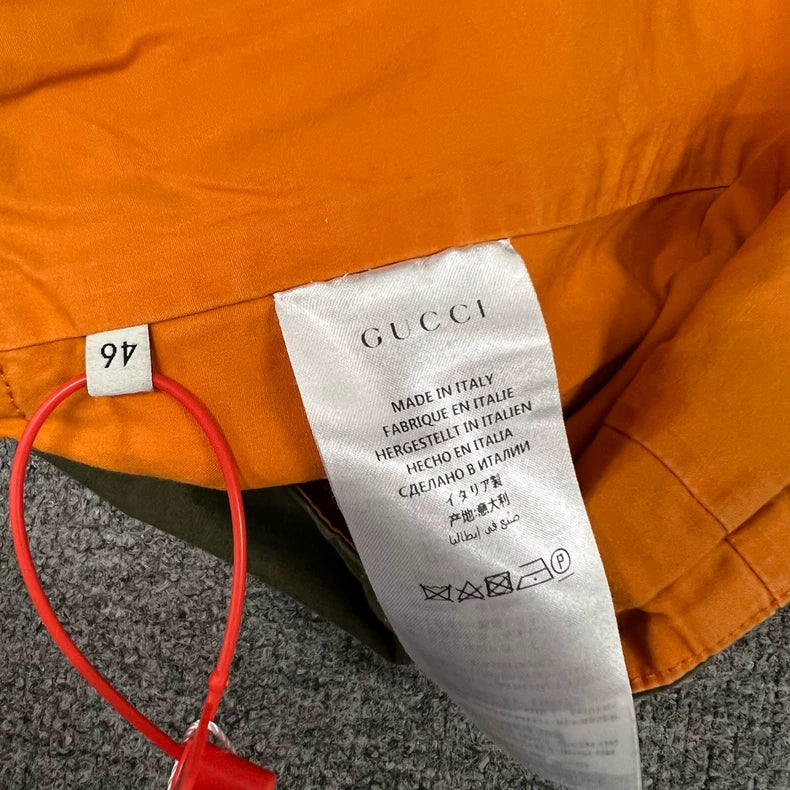 46
GUCCI
MADE IN ITALY
FABRIQUE EN ITALIE
HERGESTELLT IN ITALIEN
HECHO EN ITALIA
СДЕЛАНО В ИТАЛИИ
イタリア製
产地:意大利
صنع في إيطاليا
P